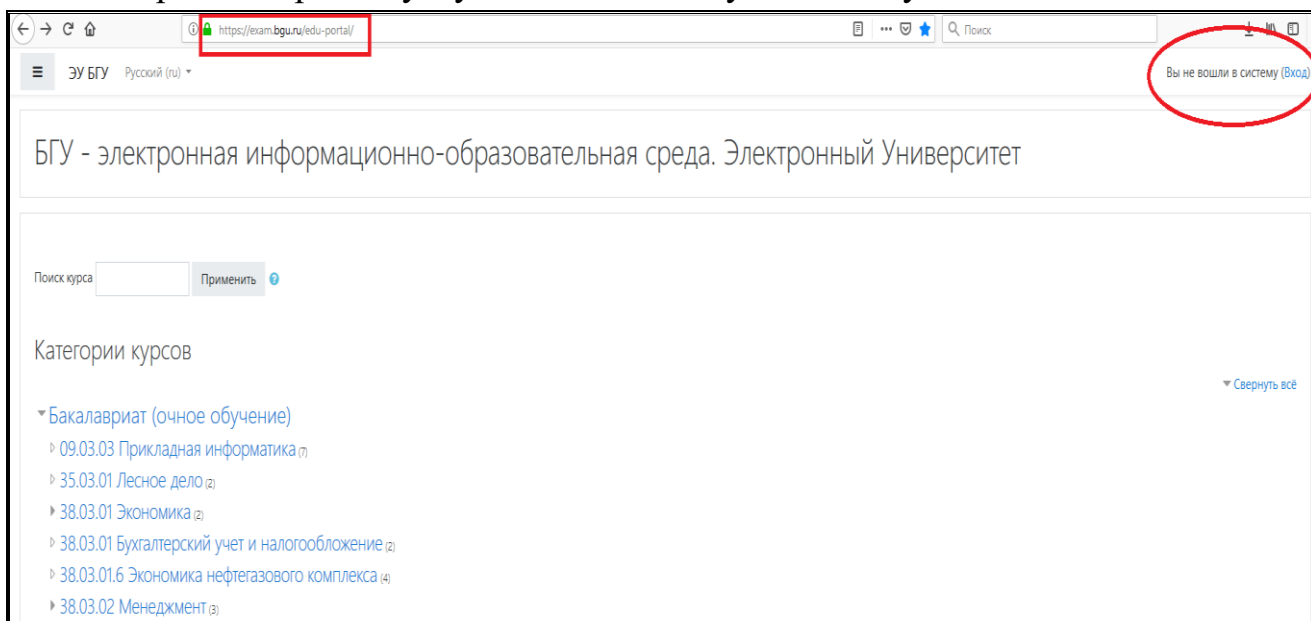 https://exam.bgu.ru/edu-portal/
Поиск
ЭУ БГУ Русский (ru)
Вы не вошли в систему (Вход)
БГУ - электронная информационно-образовательная среда. Электронный Университет
Поиск курса Применить
Категории курсов
Свернуть всё
Бакалавриат (очное обучение)
09.03.03 Прикладная информатика (7)
35.03.01 Лесное дело (2)
38.03.01 Экономика (2)
38.03.01 Бухгалтерский учет и налогообложение (2)
38.03.01.6 Экономика нефтегазового комплекса (4)
38.03.02 Менеджмент (3)